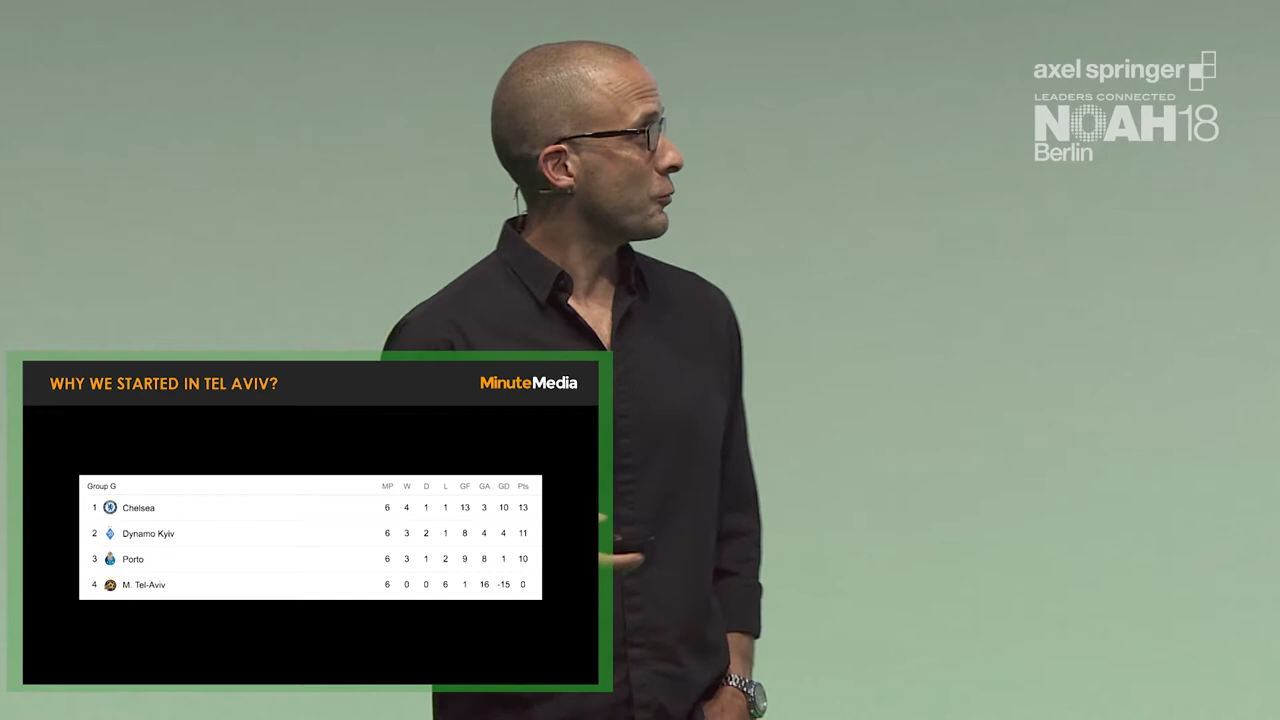 axel springer
LEADERS CONNECTED
NOAH18
Berlin
WHY WE STARTED IN TEL AVIV?
MinuteMedia
Group G MP W D L GF GA GD Pts
1 Chelsea 6 4 1 1 13 3 10 13
2 Dynamo Kyiv 6 3 2 1 8 4 4 11
3 Porto 6 3 1 2 9 8 1 10
4 M. Tel-Aviv 6 0 0 6 1 16 -15 0